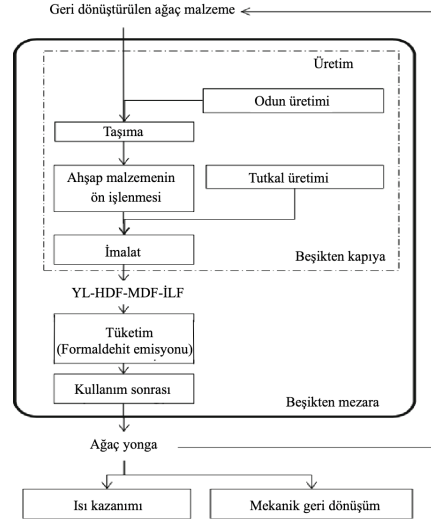 Geri dönüştürülen ağaç malzeme
Üretim
Odun üretimi
Taşıma
Ahşap malzemenin
ön işlenmesi
Tutkal üretimi
İmalat
Beşikten kapıya
YL-HDF-MDF-İLF
Tüketim
(Formaldehit emisyonu)
Kullanım sonrası
Beşikten mezara
Ağaç yonga
Isı kazanımı
Mekanik geri dönüşüm